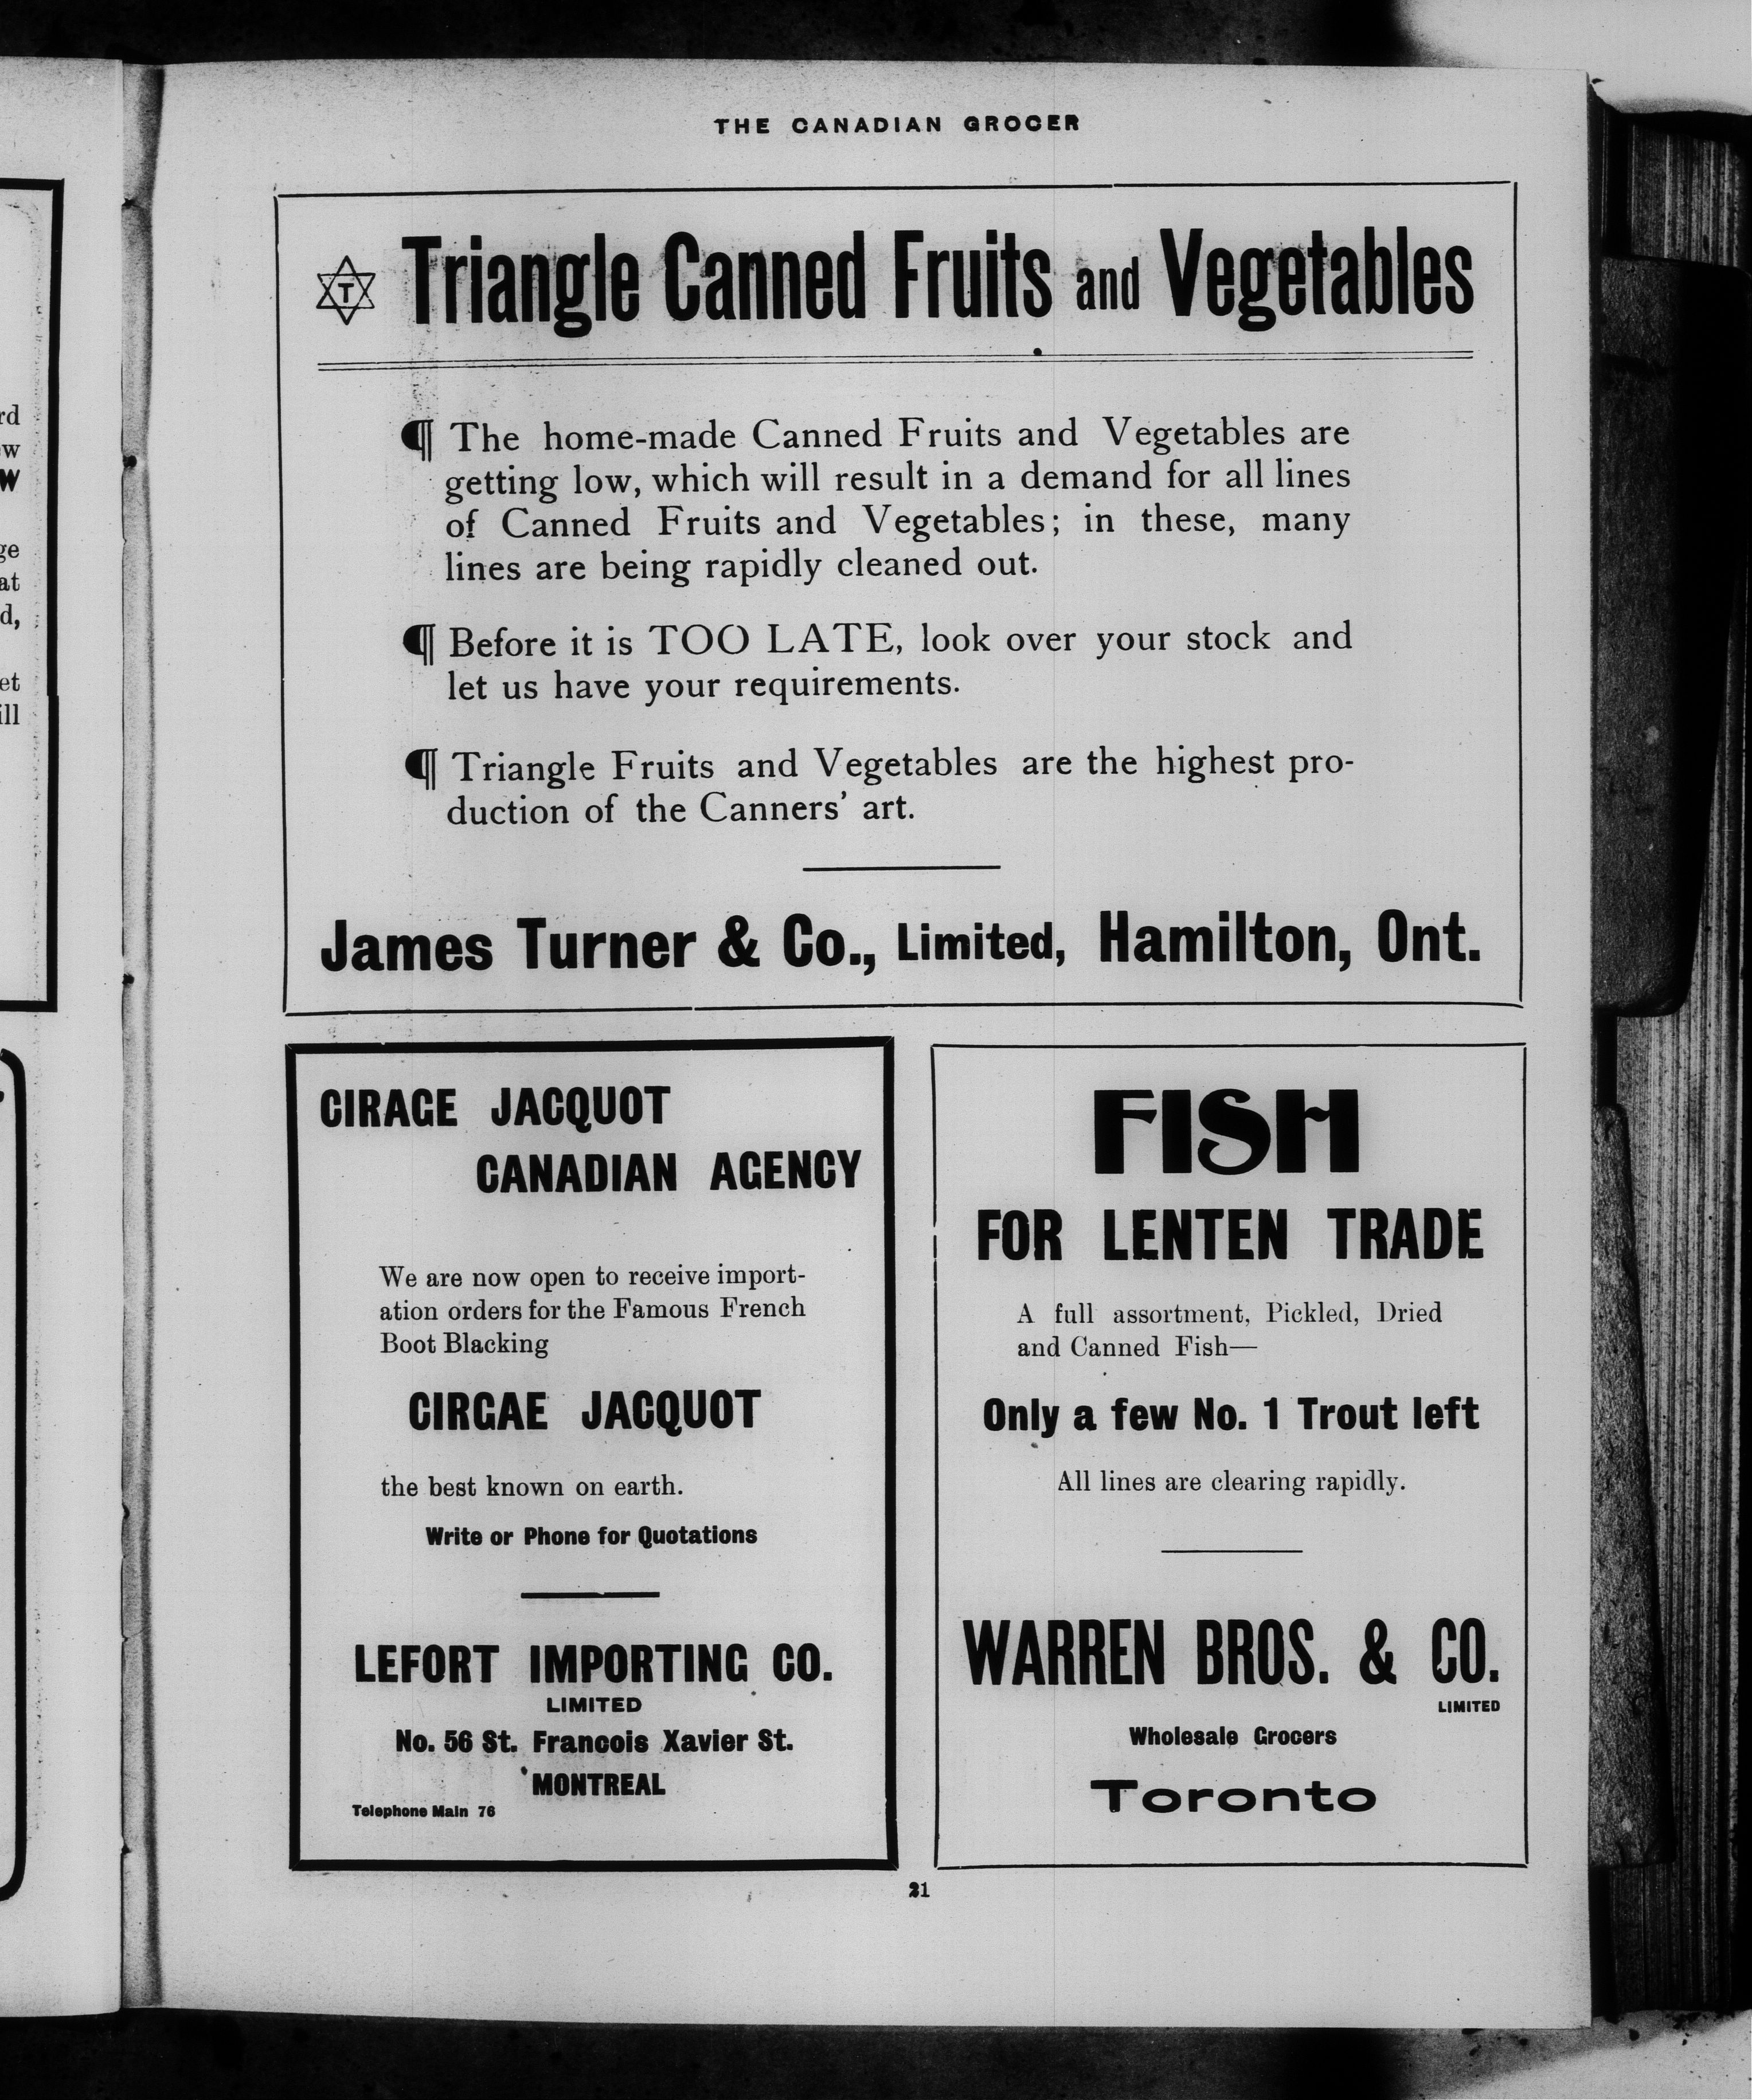 THE CANADIAN GROCER
T Triangle Canned Fruits and Vegetables
¶ The home-made Canned Fruits and Vegetables are
getting low, which will result in a demand for all lines
of Canned Fruits and Vegetables; in these, many
lines are being rapidly cleaned out.
¶ Before it is TOO LATE, look over your stock and
let us have your requirements.
¶ Triangle Fruits and Vegetables are the highest pro-
duction of the Canners' art.
James Turner & Co., Limited, Hamilton, Ont.
CIRAGE JACQUOT
CANADIAN AGENCY
We are now open to receive import-
ation orders for the Famous French
Boot Blacking
CIRGAE JACQUOT
the best known on earth.
Write or Phone for Quotations
LEFORT IMPORTING CO.
LIMITED
No. 56 St. Francois Xavier St.
MONTREAL
Telephone Main 76
FISH
FOR LENTEN TRADE
A full assortment, Pickled, Dried
and Canned Fish—
Only a few No. 1 Trout left
All lines are clearing rapidly.
WARREN BROS. & CO.
LIMITED
Wholesale Grocers
Toronto
21